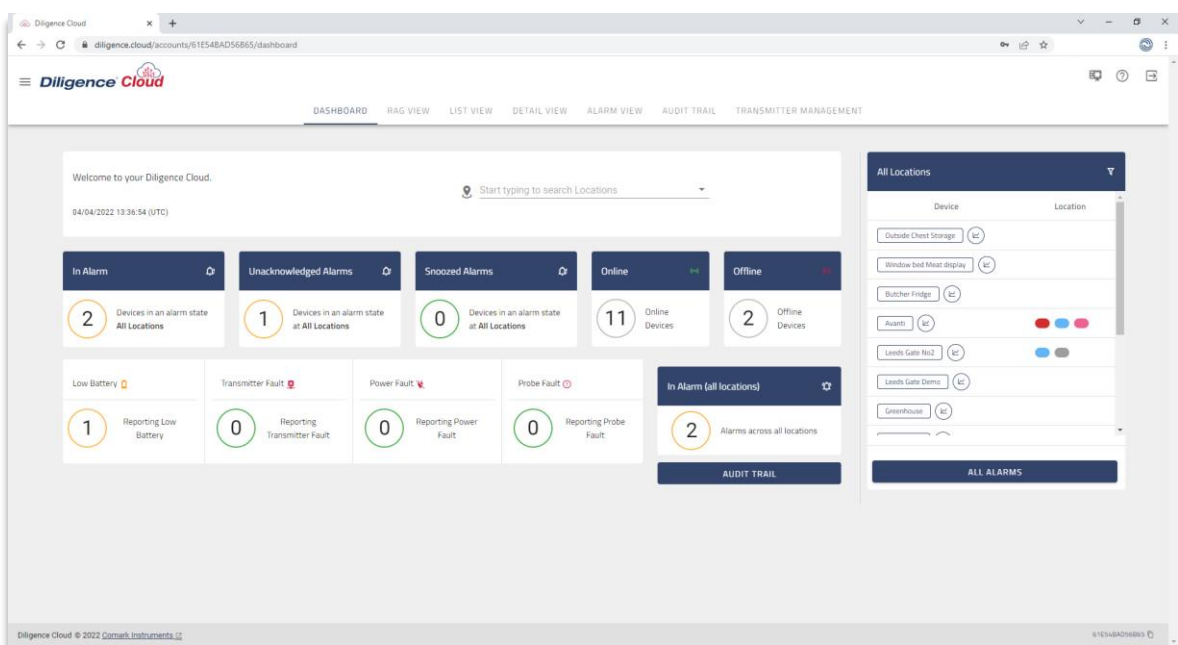 Diligence Cloud
diligence.cloud/accounts/61E54BAD56B65/dashboard
Diligence Cloud
DASHBOARD RAG VIEW LIST VIEW DETAIL VIEW ALARM VIEW AUDIT TRAIL TRANSMITTER MANAGEMENT
Welcome to your Diligence Cloud.
Start typing to search Locations
04/04/2022 13:36:54 (UTC)
In Alarm
2
Devices in an alarm state
All Locations
Unacknowledged Alarms
1
Devices in an alarm state
at All Locations
Snoozed Alarms
0
Devices in an alarm state
at All Locations
Online
11
Online
Devices
Offline
2
Offline
Devices
Low Battery
1
Reporting Low
Battery
Transmitter Fault
0
Reporting
Transmitter Fault
Power Fault
0
Reporting Power
Fault
Probe Fault
0
Reporting Probe
Fault
In Alarm (all locations)
2
Alarms across all locations
AUDIT TRAIL
All Locations
Device Location
Outside Chest Storage
Window bed Meat display
Butcher Fridge
Avanti
Leeds Gate No2
Leeds Gate Demo
Greenhouse
ALL ALARMS
Diligence Cloud © 2022 Comark Instruments
61E54BAD56B65